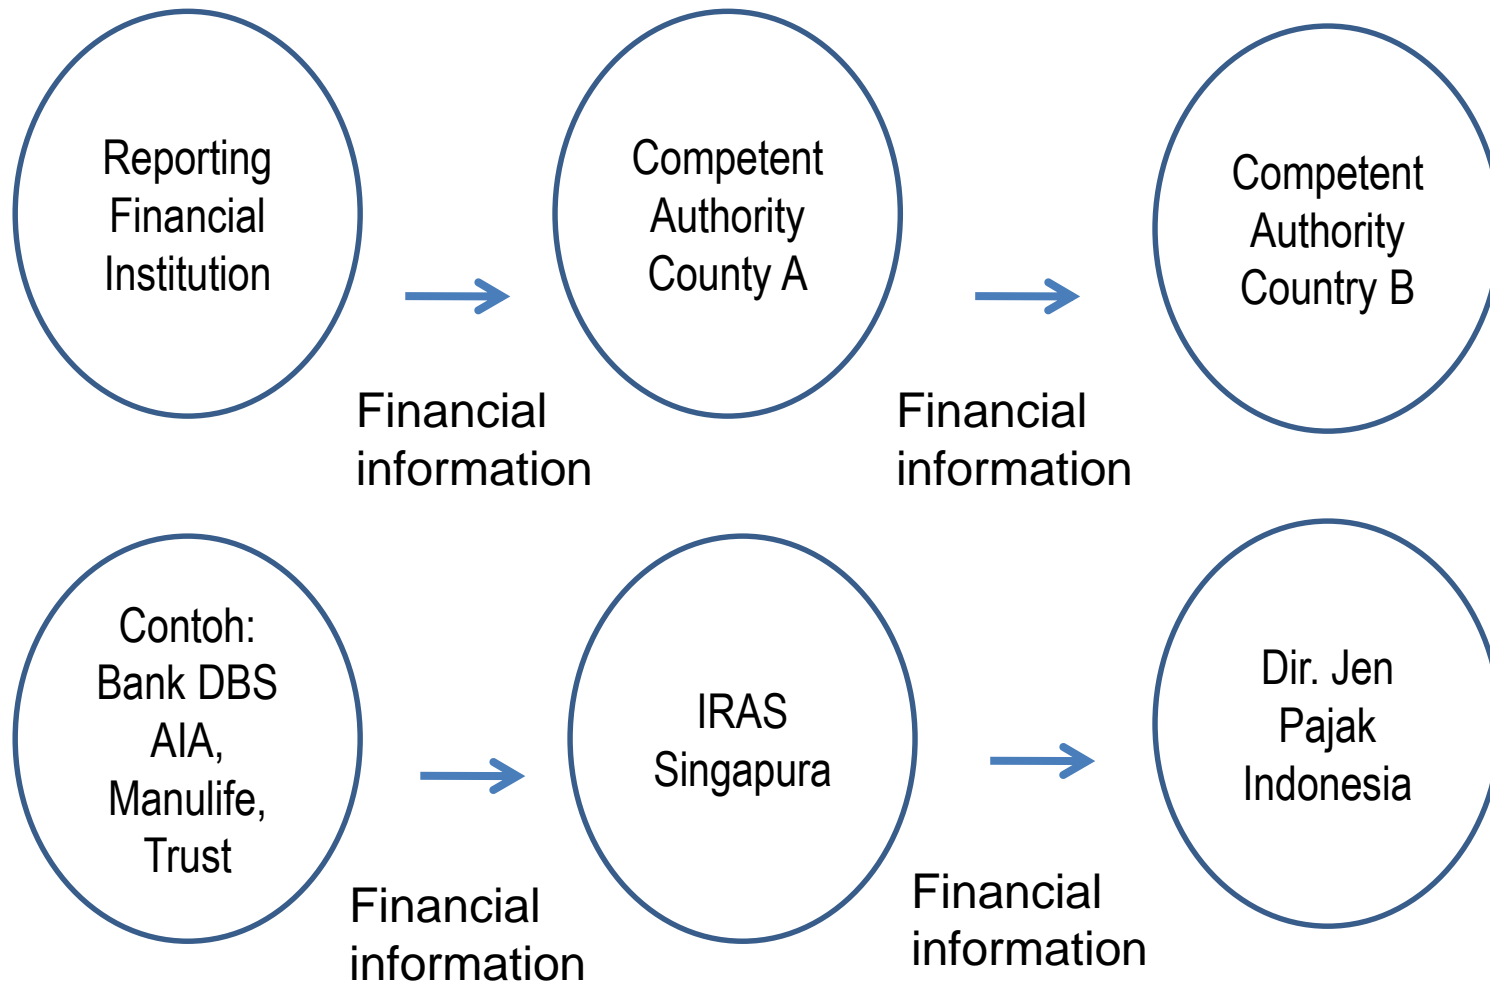 Reporting
Financial
Institution
Competent
Authority
County A
Competent
Authority
Country B
Financial
information
Financial
information
Contoh:
Bank DBS
AIA,
Manulife,
Trust
IRAS
Singapura
Dir. Jen
Pajak
Indonesia
Financial
information
Financial
information